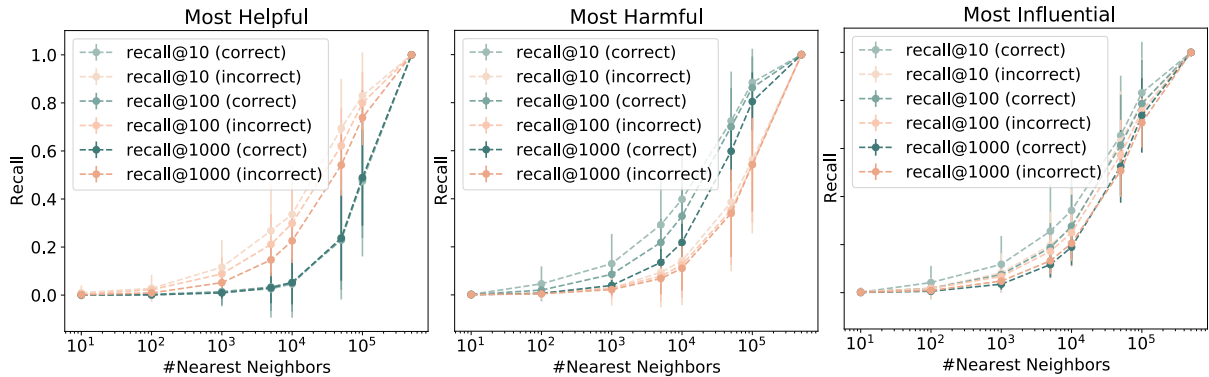 Most Helpful
recall@10 (correct)
recall@10 (incorrect)
recall@100 (correct)
recall@100 (incorrect)
recall@1000 (correct)
recall@1000 (incorrect)
Recall
1.0
0.8
0.6
0.4
0.2
0.0
10¹ 10² 10³ 10⁴ 10⁵
#Nearest Neighbors
Most Harmful
recall@10 (correct)
recall@10 (incorrect)
recall@100 (correct)
recall@100 (incorrect)
recall@1000 (correct)
recall@1000 (incorrect)
Recall
10¹ 10² 10³ 10⁴ 10⁵
#Nearest Neighbors
Most Influential
recall@10 (correct)
recall@10 (incorrect)
recall@100 (correct)
recall@100 (incorrect)
recall@1000 (correct)
recall@1000 (incorrect)
Recall
10¹ 10² 10³ 10⁴ 10⁵
#Nearest Neighbors